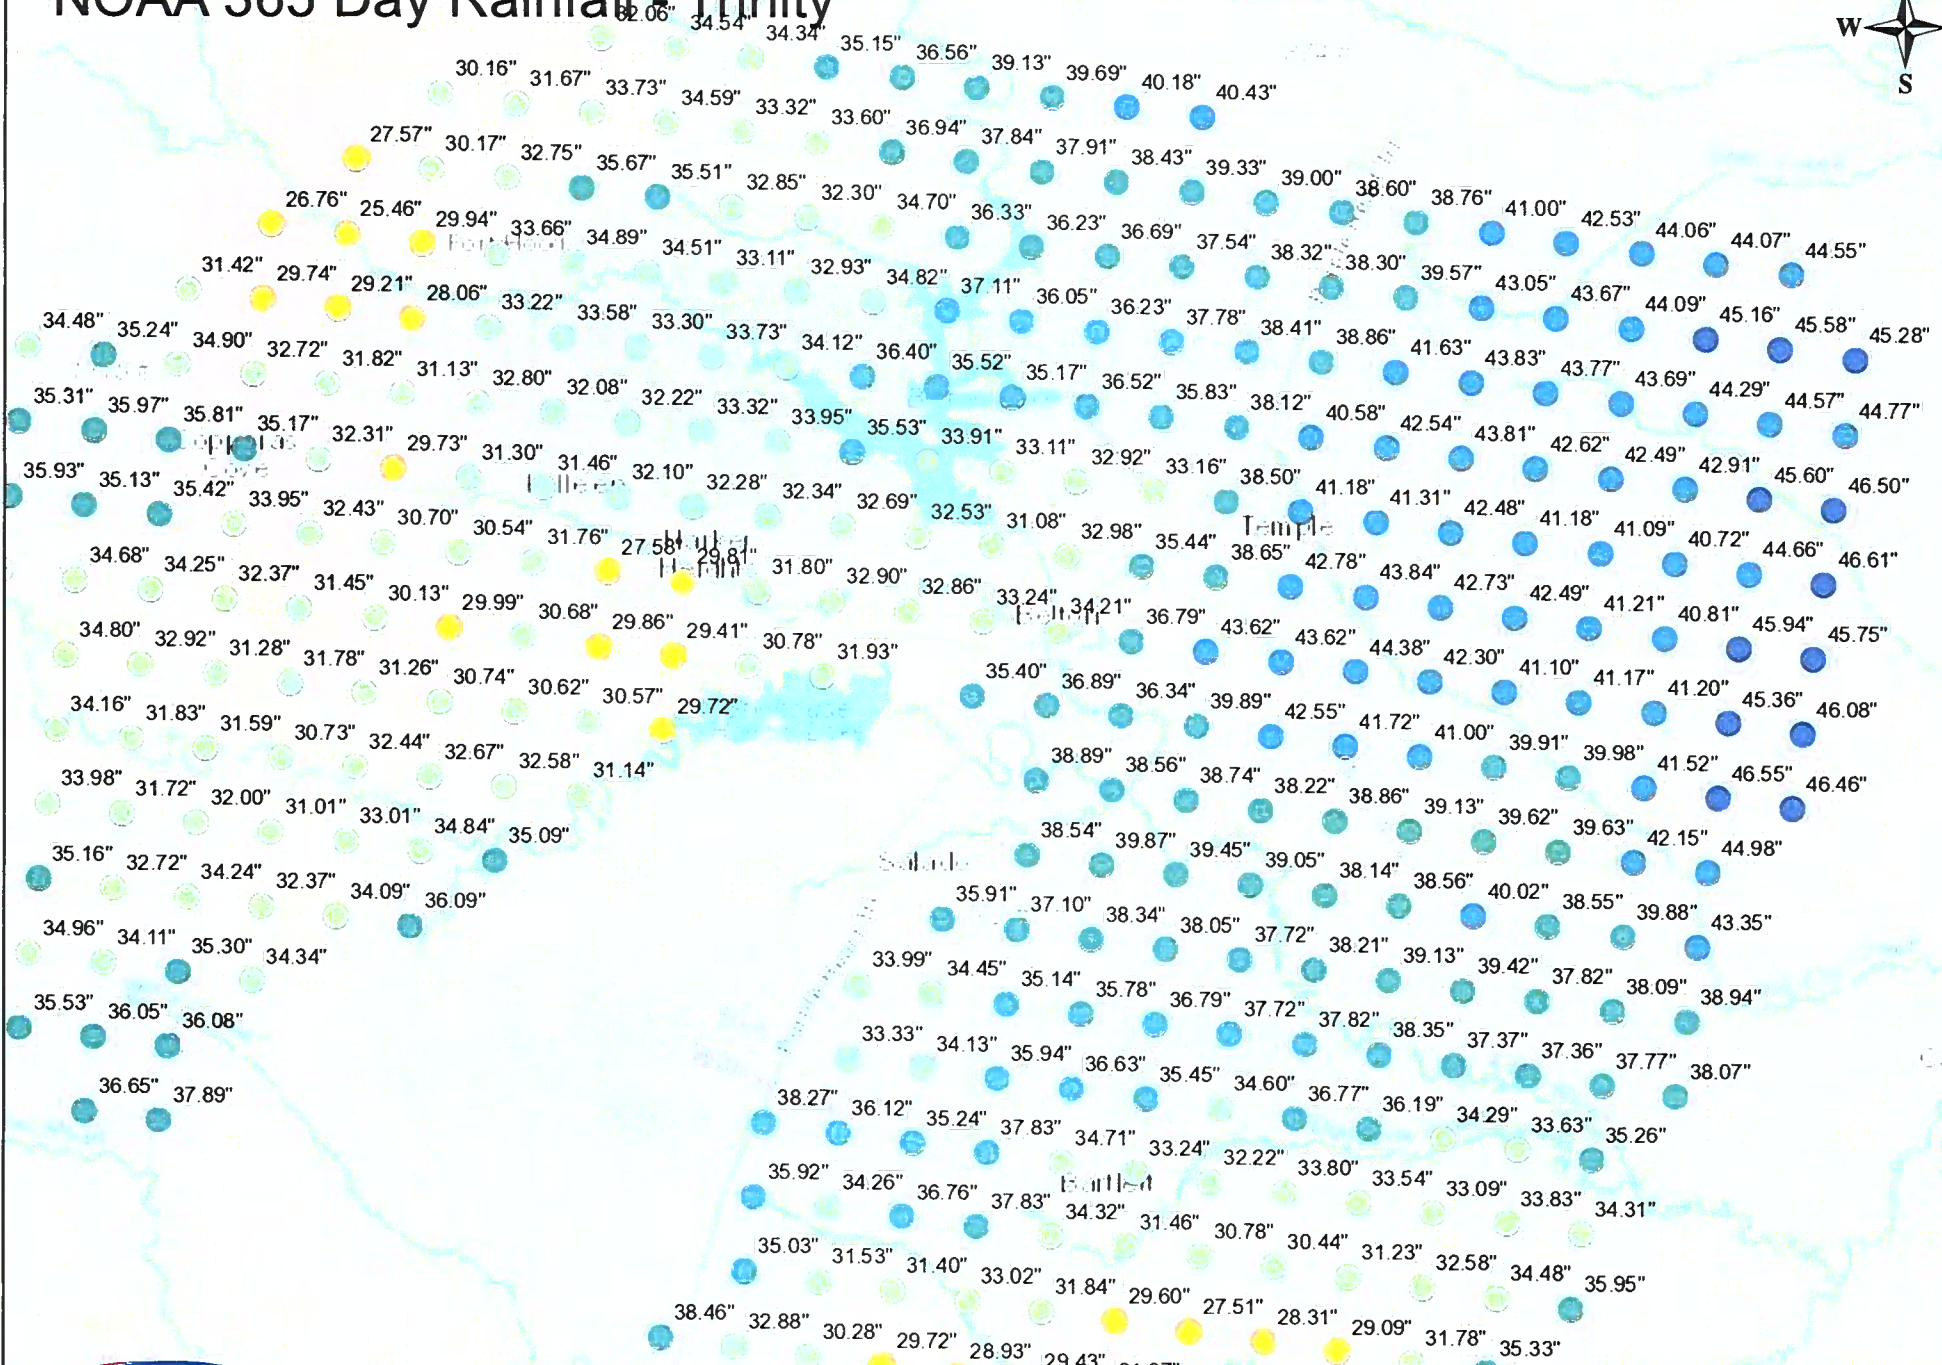 NOAA 365 Day Rainfall - Trinity
W
S
32.06" 34.54" 34.34" 35.15" 36.56" 39.13" 39.69" 40.18" 40.43"
30.16" 31.67" 33.73" 34.59" 33.32" 33.60" 36.94" 37.84" 37.91" 38.43" 39.33" 39.00" 38.60" 38.76" 41.00" 42.53" 44.06" 44.07" 44.55"
27.57" 30.17" 32.75" 35.67" 35.51" 32.85" 32.30" 34.70" 36.33" 36.23" 36.69" 37.54" 38.32" 38.30" 39.57" 43.05" 43.67" 44.09" 45.16" 45.58" 45.28"
26.76" 25.46" 29.94" 33.66" 34.89" 34.51" 33.11" 32.93" 34.82" 37.11" 36.05" 36.23" 37.78" 38.41" 38.86" 41.63" 43.83" 43.77" 43.69" 44.29" 44.57" 44.77"
Fort Hood
31.42" 29.74" 29.21" 28.06" 33.22" 33.58" 33.30" 33.73" 34.12" 36.40" 35.52" 35.17" 36.52" 35.83" 38.12" 40.58" 42.54" 43.81" 42.62" 42.49" 42.91" 45.60" 46.50"
34.48" 35.24" 34.90" 32.72" 31.82" 31.13" 32.80" 32.08" 32.22" 33.32" 33.95" 35.53" 33.91" 33.11" 32.92" 33.16" 38.50" 41.18" 41.31" 42.48" 41.18" 41.09" 40.72" 44.66" 46.61"
35.31" 35.97" 35.81" 35.17" 32.31" 29.73" 31.30" 31.46" 32.10" 32.28" 32.34" 32.69" 32.53" 31.08" 32.98" 35.44" 38.65" 42.78" 43.84" 42.73" 42.49" 41.21" 40.81" 45.94" 45.75"
Copperas
Cove
Killeen
Temple
35.93" 35.13" 35.42" 33.95" 32.43" 30.70" 30.54" 31.76" 27.58" 29.81" 31.80" 32.90" 32.86" 33.24" 34.21" 36.79" 43.62" 43.62" 44.38" 42.30" 41.10" 41.17" 41.20" 45.36" 46.08"
Harker
Heights
Belton
34.68" 34.25" 32.37" 31.45" 30.13" 29.99" 30.68" 29.86" 29.41" 30.78" 31.93"
35.40" 36.89" 36.34" 39.89" 42.55" 41.72" 41.00" 39.91" 39.98" 41.52" 46.55" 46.46"
34.80" 32.92" 31.28" 31.78" 31.26" 30.74" 30.62" 30.57" 29.72"
38.89" 38.56" 38.74" 38.22" 38.86" 39.13" 39.62" 39.63" 42.15" 44.98"
34.16" 31.83" 31.59" 30.73" 32.44" 32.67" 32.58" 31.14"
38.54" 39.87" 39.45" 39.05" 38.14" 38.56" 40.02" 38.55" 39.88" 43.35"
Salado
33.98" 31.72" 32.00" 31.01" 33.01" 34.84" 35.09"
35.91" 37.10" 38.34" 38.05" 37.72" 38.21" 39.13" 39.42" 37.82" 38.09" 38.94"
35.16" 32.72" 34.24" 32.37" 34.09" 36.09"
33.99" 34.45" 35.14" 35.78" 36.79" 37.72" 37.82" 38.35" 37.37" 37.36" 37.77" 38.07"
34.96" 34.11" 35.30" 34.34"
33.33" 34.13" 35.94" 36.63" 35.45" 34.60" 36.77" 36.19" 34.29" 33.63" 35.26"
35.53" 36.05" 36.08"
38.27" 36.12" 35.24" 37.83" 34.71" 33.24" 32.22" 33.80" 33.54" 33.09" 33.83" 34.31"
Bartlett
36.65" 37.89"
35.92" 34.26" 36.76" 37.83" 34.32" 31.46" 30.78" 30.44" 31.23" 32.58" 34.48" 35.95"
35.03" 31.53" 31.40" 33.02" 31.84" 29.60" 27.51" 28.31" 29.09" 31.78" 35.33"
38.46" 32.88" 30.28" 29.72" 28.93" 29.43"